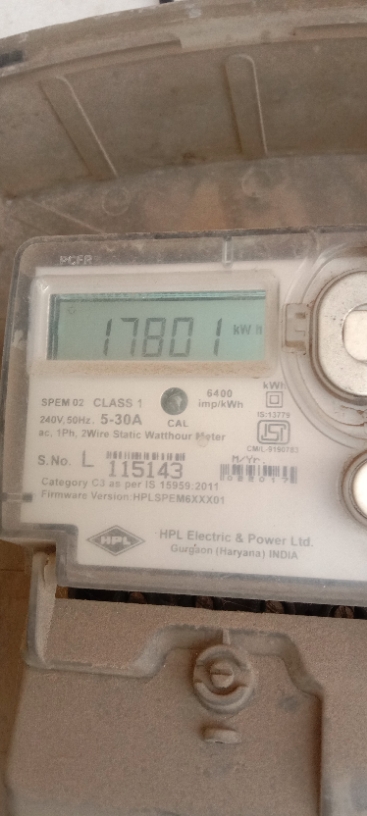 17801 kWh
SPEM 02 CLASS 1
6400
imp/kWh
kWh
240V, 50Hz. 5-30A
CAL
IS:13779
ac. 1Ph, 2Wire Static Watthour Meter
S.No. L 115143
M/Yr.
Category C3 as per IS 15959:2011
Firmware Version HPLSPEM6XXX01
HPL
HPL Electric & Power Ltd.
Gurgaon (Haryana) INDIA